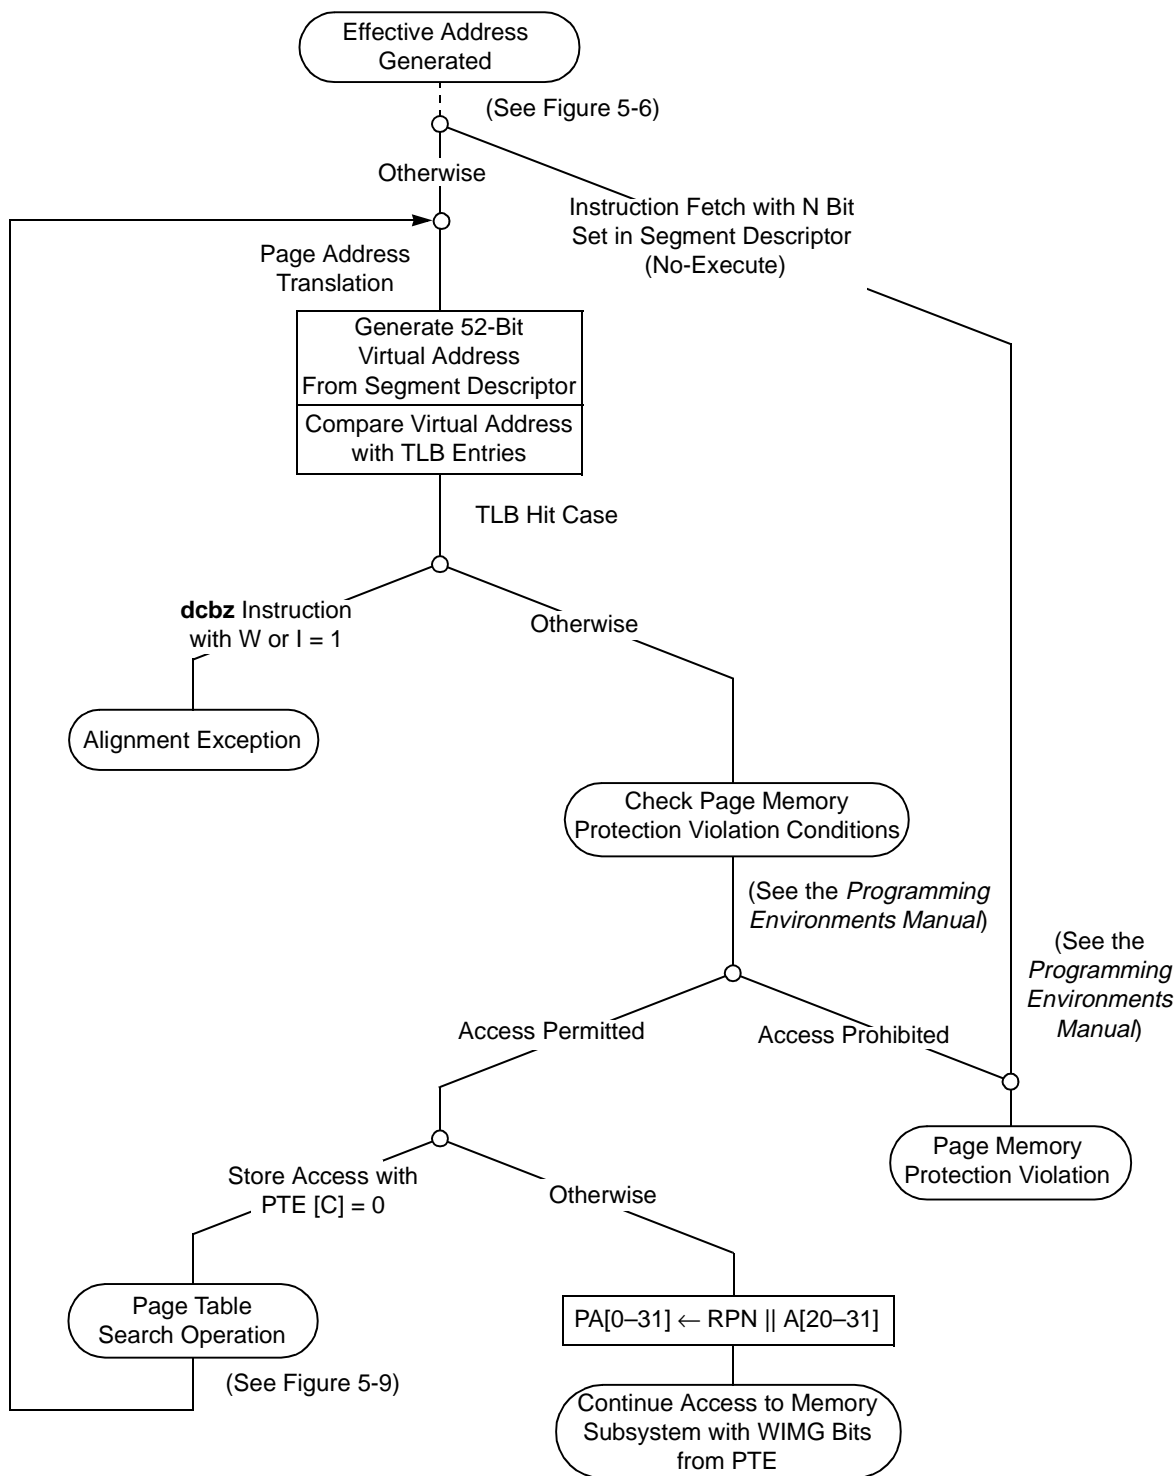 Effective Address
Generated
(See Figure 5-6)
Otherwise
Instruction Fetch with N Bit
Set in Segment Descriptor
(No-Execute)
Page Address
Translation
Generate 52-Bit
Virtual Address
From Segment Descriptor
Compare Virtual Address
with TLB Entries
TLB Hit Case
dcbz Instruction
with W or I = 1
Otherwise
Alignment Exception
Check Page Memory
Protection Violation Conditions
(See the Programming
Environments Manual)
(See the
Programming
Environments
Manual)
Access Permitted
Access Prohibited
Page Memory
Protection Violation
Store Access with
PTE [C] = 0
Otherwise
Page Table
Search Operation
(See Figure 5-9)
PA[0–31] ← RPN || A[20–31]
Continue Access to Memory
Subsystem with WIMG Bits
from PTE